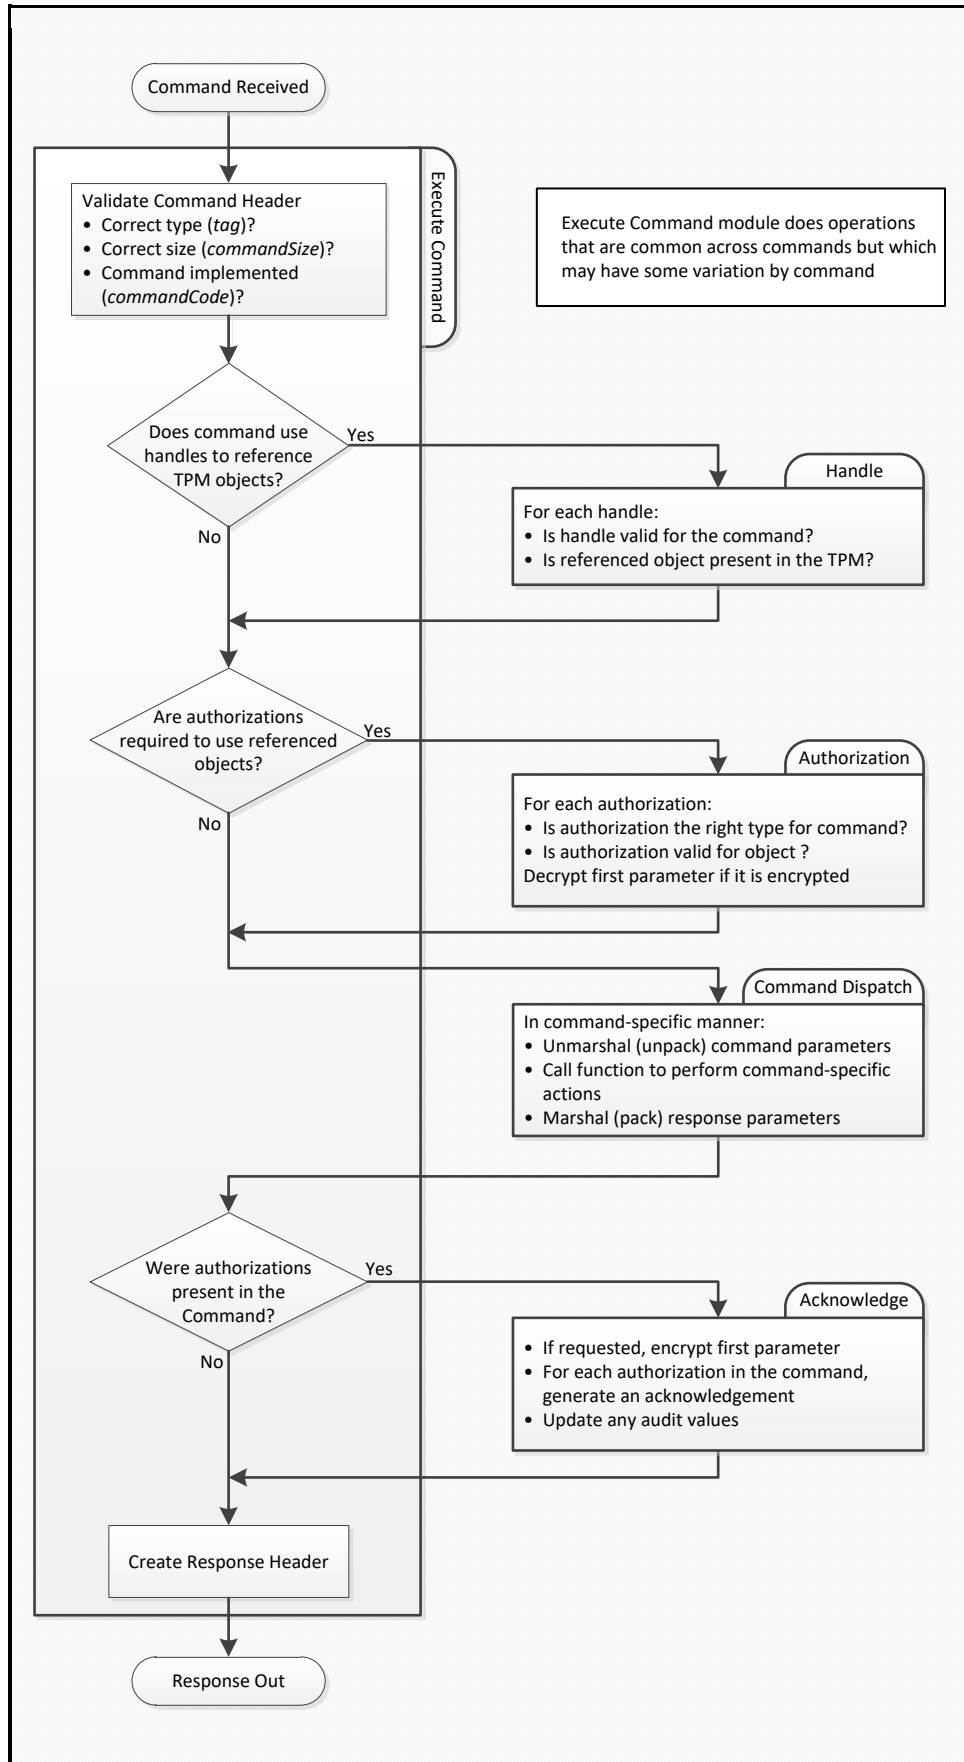 Command Received
Execute Command
Validate Command Header
• Correct type (tag)?
• Correct size (commandSize)?
• Command implemented
(commandCode)?
Execute Command module does operations
that are common across commands but which
may have some variation by command
Does command use
handles to reference
TPM objects?
Yes
No
Handle
For each handle:
• Is handle valid for the command?
• Is referenced object present in the TPM?
Are authorizations
required to use referenced
objects?
Yes
No
Authorization
For each authorization:
• Is authorization the right type for command?
• Is authorization valid for object ?
Decrypt first parameter if it is encrypted
Command Dispatch
In command-specific manner:
• Unmarshal (unpack) command parameters
• Call function to perform command-specific
actions
• Marshal (pack) response parameters
Were authorizations
present in the
Command?
Yes
No
Acknowledge
• If requested, encrypt first parameter
• For each authorization in the command,
generate an acknowledgement
• Update any audit values
Create Response Header
Response Out